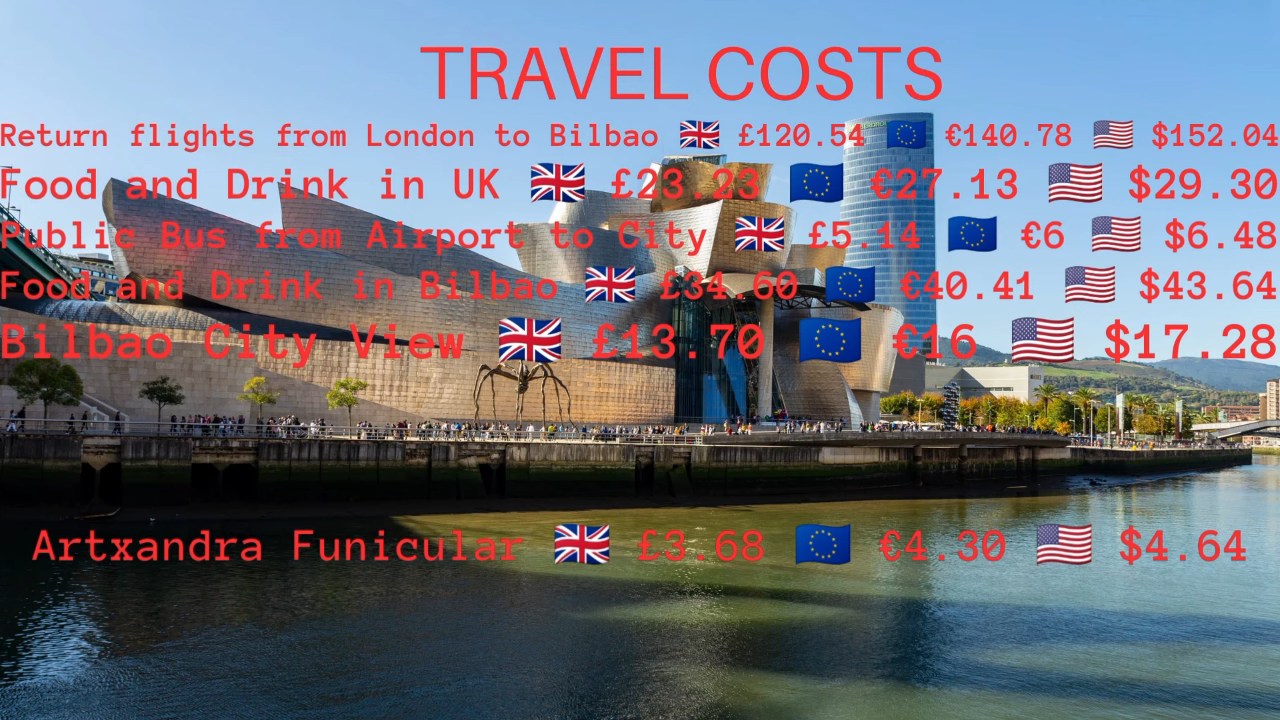 TRAVEL COSTS
Return flights from London to Bilbao 🇬🇧 £120.54 🇪🇺 €140.78 🇺🇸 $152.04
Food and Drink in UK 🇬🇧 £23.23 🇪🇺 €27.13 🇺🇸 $29.30
Public Bus from Airport to City 🇬🇧 £5.14 🇪🇺 €6 🇺🇸 $6.48
Food and Drink in Bilbao 🇬🇧 £34.60 🇪🇺 €40.41 🇺🇸 $43.64
Bilbao City View 🇬🇧 £13.70 🇪🇺 €16 🇺🇸 $17.28
Artxandra Funicular 🇬🇧 £3.68 🇪🇺 €4.30 🇺🇸 $4.64